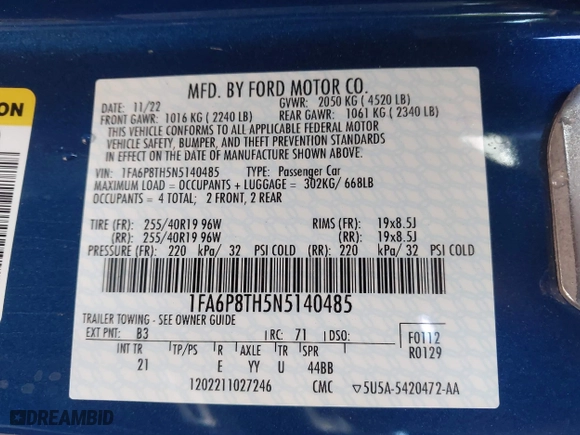 ION
MFD. BY FORD MOTOR CO.
DATE: 11/22 GVWR: 2050 KG ( 4520 LB)
FRONT GAWR: 1016 KG ( 2240 LB) REAR GAWR: 1061 KG ( 2340 LB)
THIS VEHICLE CONFORMS TO ALL APPLICABLE FEDERAL MOTOR
VEHICLE SAFETY, BUMPER, AND THEFT PREVENTION STANDARDS
IN EFFECT ON THE DATE OF MANUFACTURE SHOWN ABOVE.
VIN: 1FA6P8TH5N5140485 TYPE: Passenger Car
MAXIMUM LOAD = OCCUPANTS + LUGGAGE = 302KG/ 668LB
OCCUPANTS = 4 TOTAL; 2 FRONT, 2 REAR
TIRE (FR): 255/40R19 96W RIMS (FR): 19x8.5J
(RR): 255/40R19 96W (RR): 19x8.5J
PRESSURE (FR): 220 kPa/ 32 PSI COLD (RR): 220 kPa/ 32 PSI COLD
1FA6P8TH5N5140485
TRAILER TOWING - SEE OWNER GUIDE
EXT PNT: B3 RC: 71 DSO: F0112
R0129
INT TR TP/PS R AXLE TR SPR
21 E YY U 44BB
1202211027246 CMC ▽5U5A-5420472-AA
DREAMBID